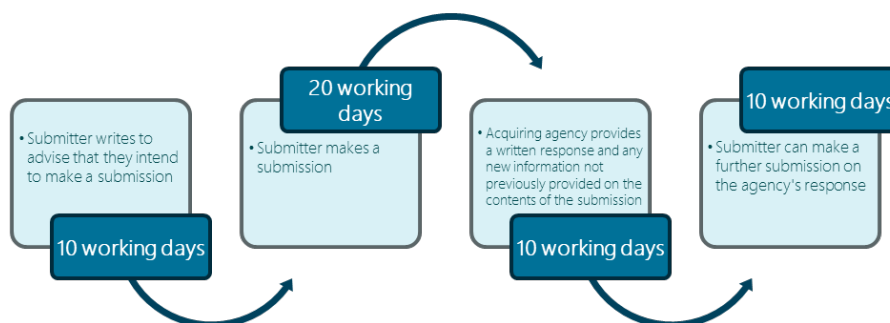 • Submitter writes to
advise that they intend
to make a submission
10 working days
20 working
days
• Submitter makes a
submission
• Acquiring agency provides
a written response and any
new information not
previously provided on the
contents of the submission
10 working days
10 working days
• Submitter can make a
further submission on
the agency's response